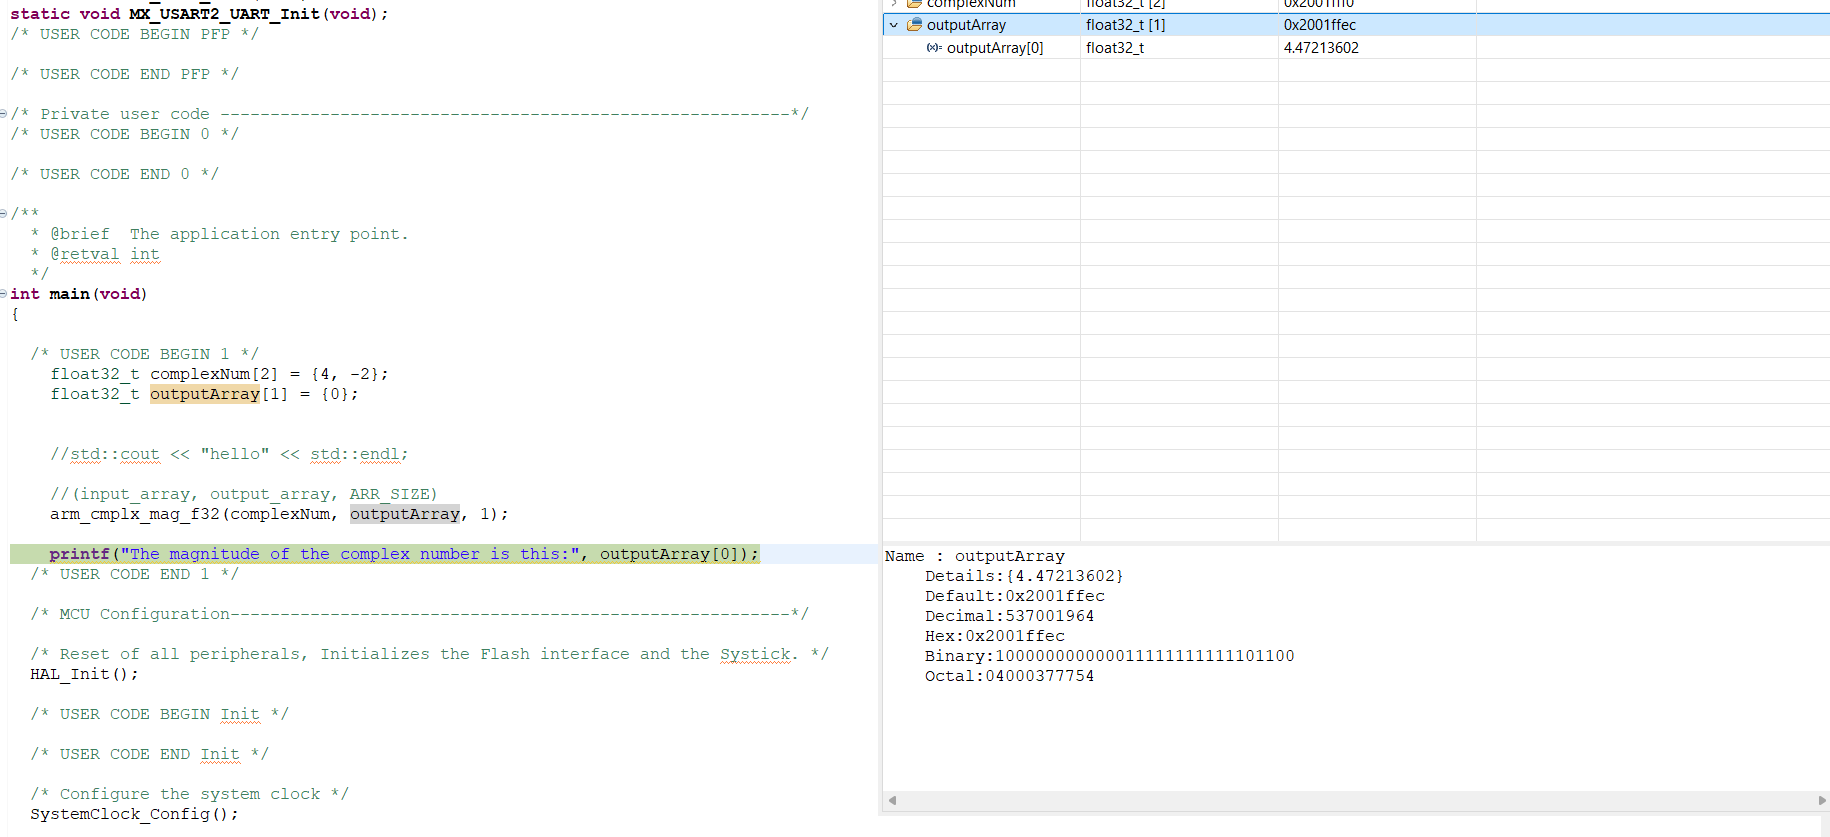 static void MX_USART2_UART_Init(void);
/* USER CODE BEGIN PFP */
/* USER CODE END PFP */
/* Private user code ---------------------------------------------------------*/
/* USER CODE BEGIN 0 */
/* USER CODE END 0 */
/**
* @brief  The application entry point.
* @retval int
*/
int main(void)
{
/* USER CODE BEGIN 1 */
float32_t complexNum[2] = {4, -2};
float32_t outputArray[1] = {0};
//std::cout << "hello" << std::endl;
//(input_array, output_array, ARR_SIZE)
arm_cmplx_mag_f32(complexNum, outputArray, 1);
printf("The magnitude of the complex number is this:", outputArray[0]);
/* USER CODE END 1 */
/* MCU Configuration--------------------------------------------------------*/
/* Reset of all peripherals, Initializes the Flash interface and the Systick. */
HAL_Init();
/* USER CODE BEGIN Init */
/* USER CODE END Init */
/* Configure the system clock */
SystemClock_Config();
complexNum float32_t [2] 0x2001fff0
outputArray float32_t [1] 0x2001ffec
(x)= outputArray[0] float32_t 4.47213602
Name : outputArray
Details:{4.47213602}
Default:0x2001ffec
Decimal:537001964
Hex:0x2001ffec
Binary:100000000000011111111111101100
Octal:04000377754